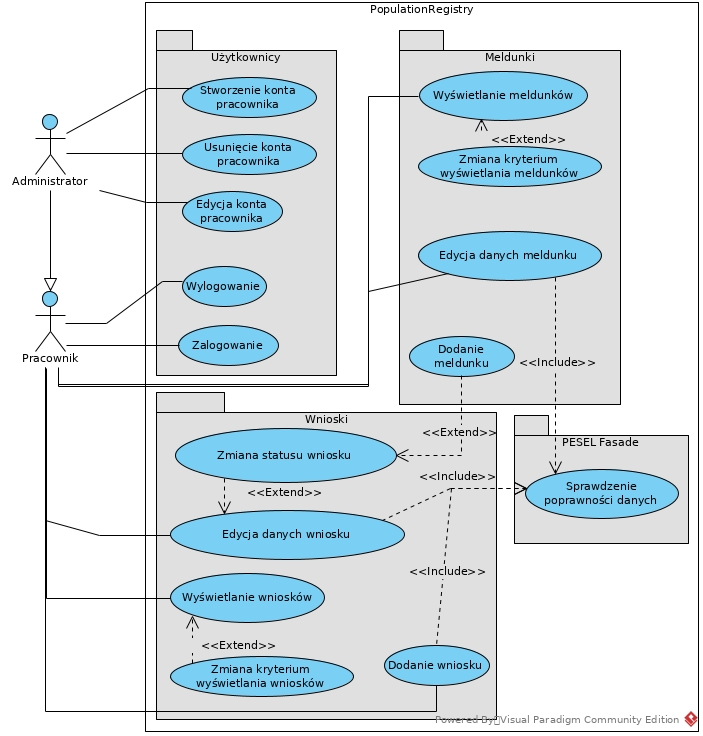 PopulationRegistry
Użytkownicy
Meldunki
Stworzenie konta
pracownika
Wyświetlanie meldunków
<<Extend>>
Usunięcie konta
pracownika
Zmiana kryterium
wyświetlania meldunków
Administrator
Edycja konta
pracownika
Edycja danych meldunku
Wylogowanie
Zalogowanie
Dodanie
meldunku
Pracownik
<<Include>>
Wnioski
<<Extend>>
PESEL Fasade
Zmiana statusu wniosku
<<Include>>
<<Extend>>
Sprawdzenie
poprawności danych
Edycja danych wniosku
<<Include>>
Wyświetlanie wniosków
<<Extend>>
Dodanie wniosku
Zmiana kryterium
wyświetlania wniosków
Powered By Visual Paradigm Community Edition